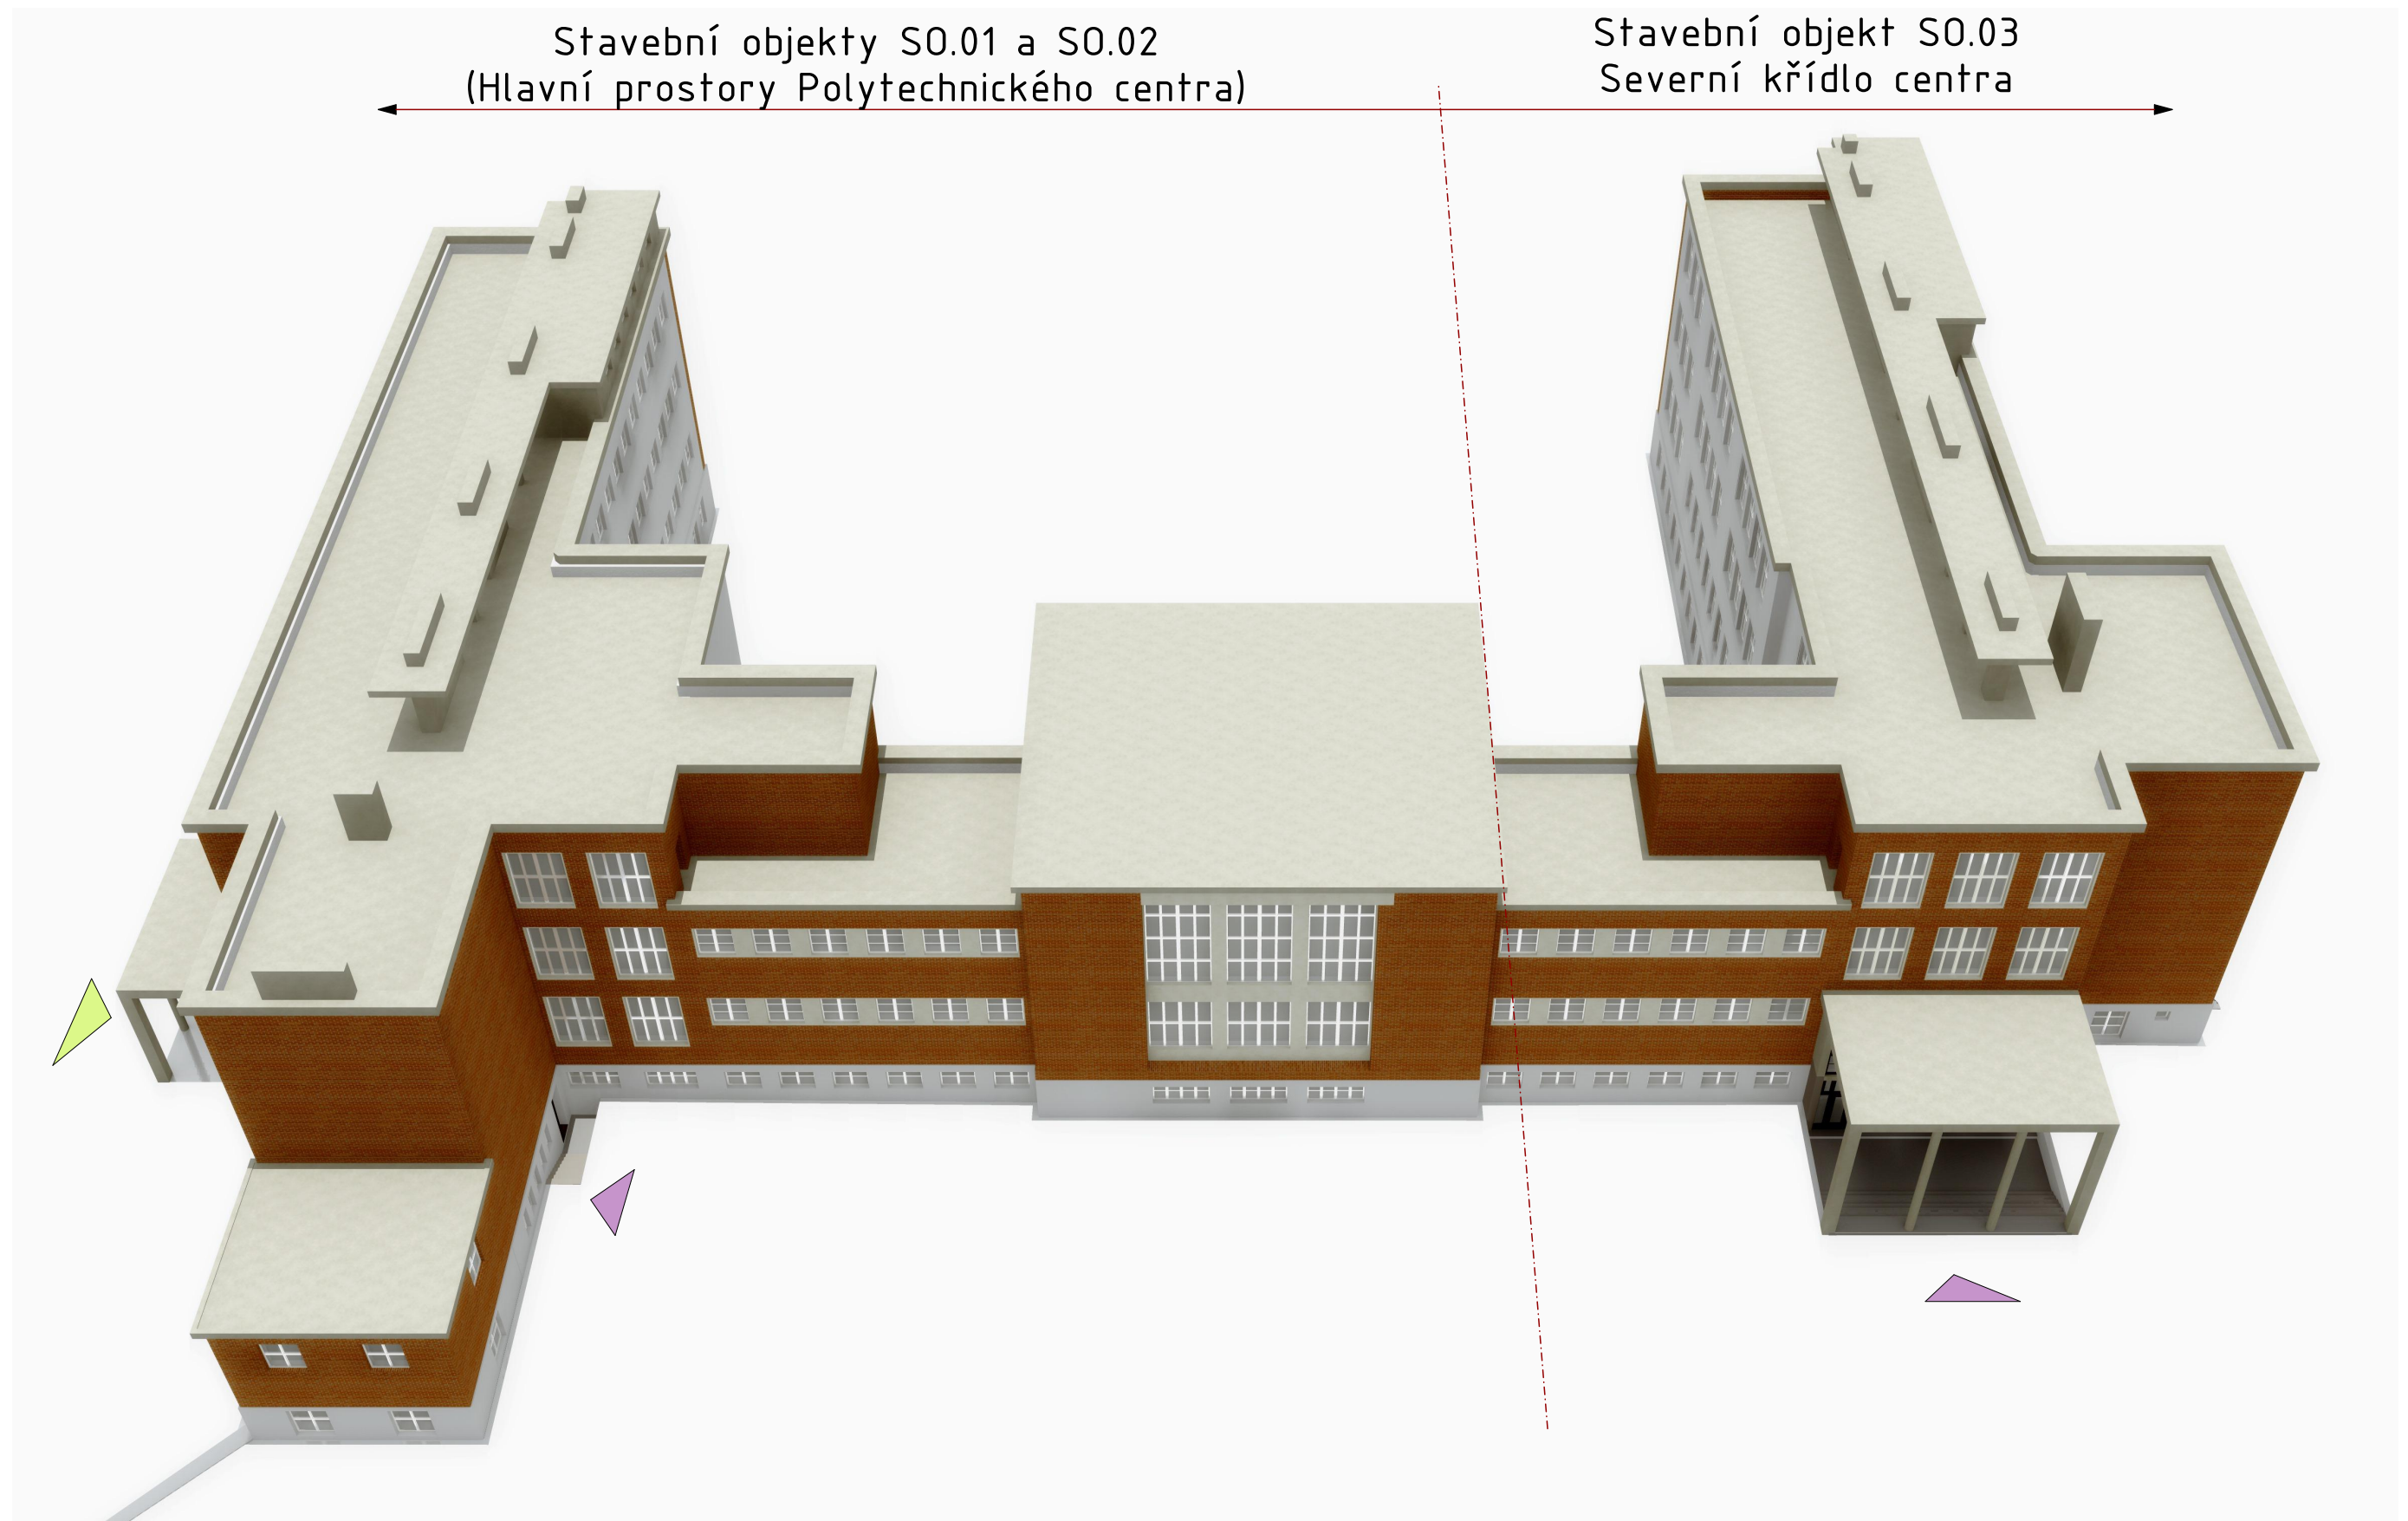 Stavební objekty SO.01 a SO.02
(Hlavní prostory Polytechnického centra)
Stavební objekt SO.03
Severní křídlo centra